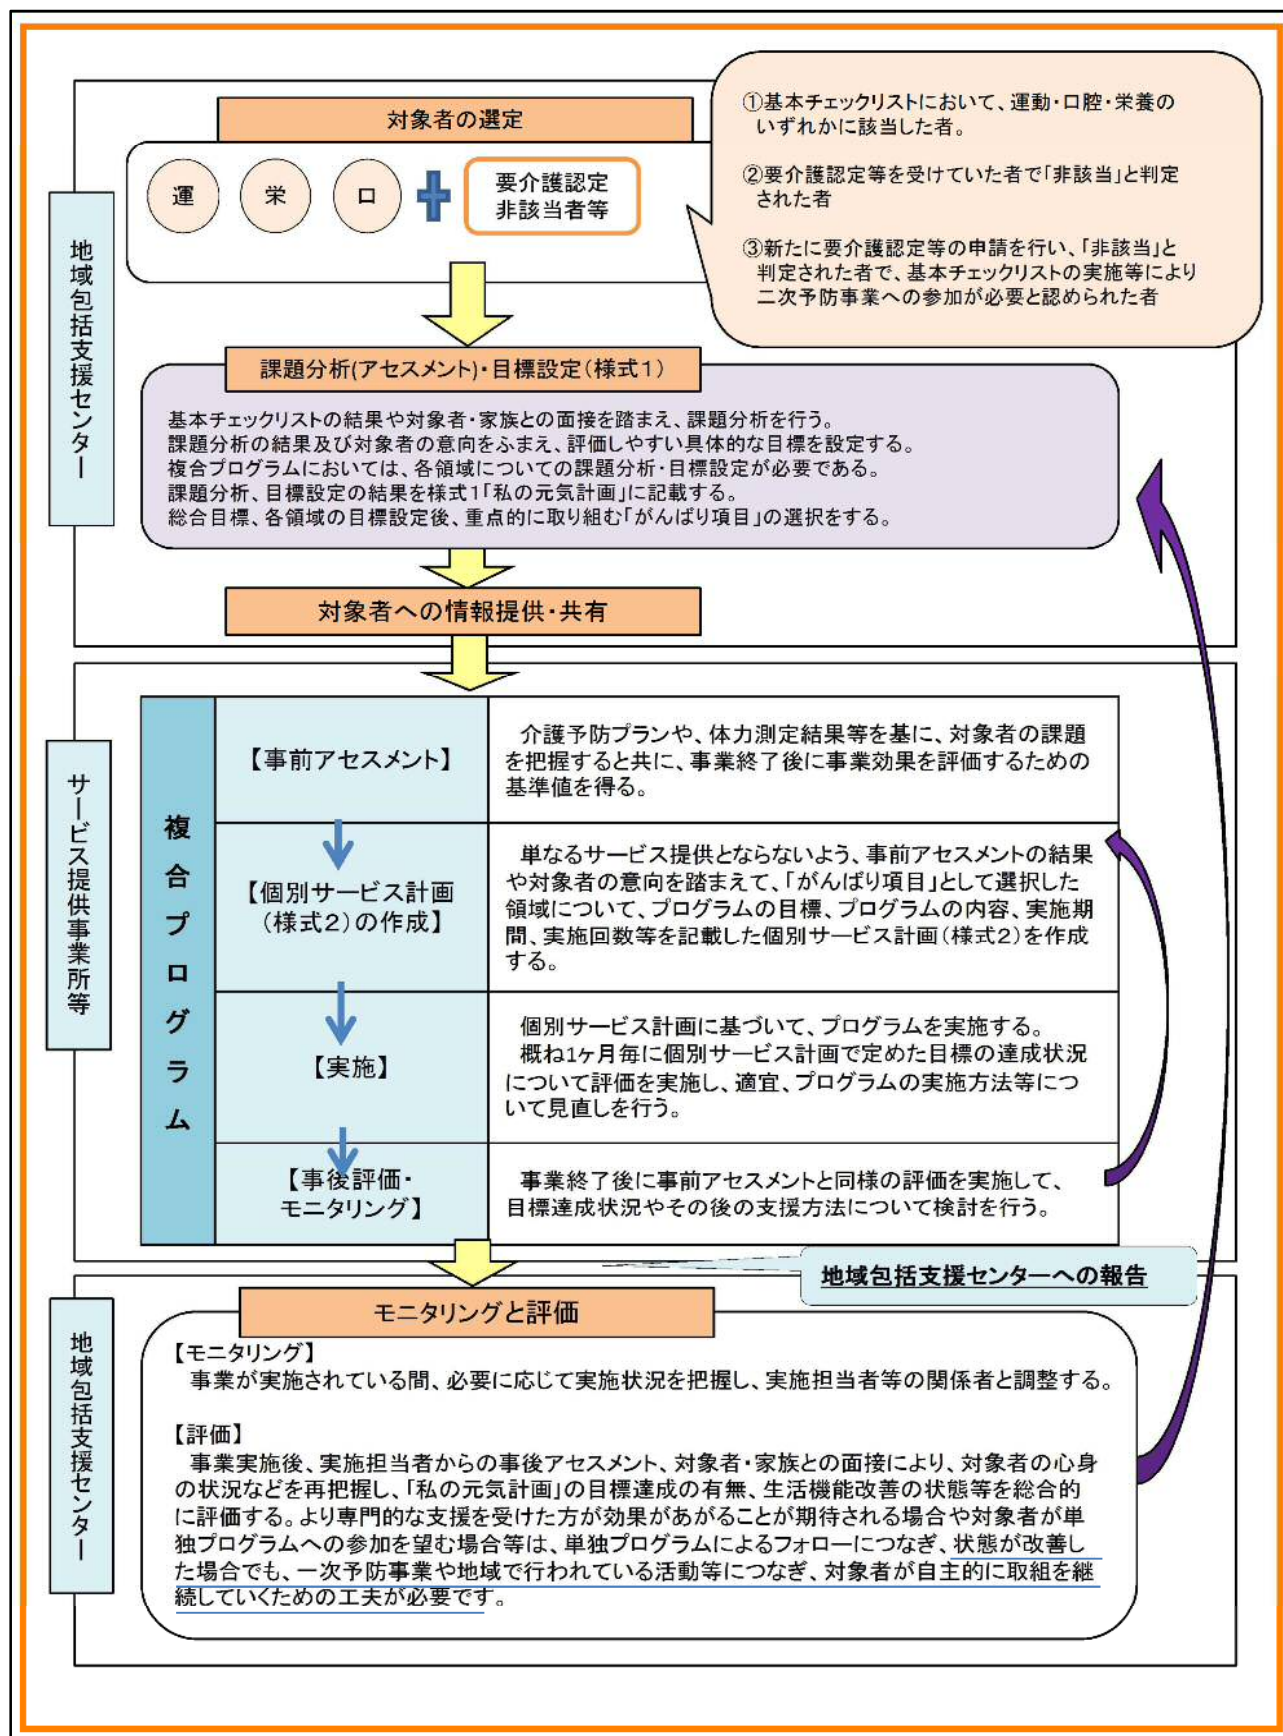 対象者の選定
運
栄
口
要介護認定
非該当者等
①基本チェックリストにおいて、運動・口腔・栄養の
いずれかに該当した者。
②要介護認定等を受けていた者で「非該当」と判定
された者
③新たに要介護認定等の申請を行い、「非該当」と
判定された者で、基本チェックリストの実施等により
二次予防事業への参加が必要と認められた者
地域包括支援センター
課題分析(アセスメント)・目標設定(様式1)
基本チェックリストの結果や対象者・家族との面接を踏まえ、課題分析を行う。
課題分析の結果及び対象者の意向をふまえ、評価しやすい具体的な目標を設定する。
複合プログラムにおいては、各領域についての課題分析・目標設定が必要である。
課題分析、目標設定の結果を様式1「私の元気計画」に記載する。
総合目標、各領域の目標設定後、重点的に取り組む「がんばり項目」の選択をする。
対象者への情報提供・共有
サービス提供事業所等
複合プログラム
【事前アセスメント】
介護予防プランや、体力測定結果等を基に、対象者の課題
を把握すると共に、事業終了後に事業効果を評価するための
基準値を得る。
【個別サービス計画
(様式2)の作成】
単なるサービス提供とならないよう、事前アセスメントの結果
や対象者の意向を踏まえて、「がんばり項目」として選択した
領域について、プログラムの目標、プログラムの内容、実施期
間、実施回数等を記載した個別サービス計画(様式2)を作成
する。
【実施】
個別サービス計画に基づいて、プログラムを実施する。
概ね1ヶ月毎に個別サービス計画で定めた目標の達成状況
について評価を実施し、適宜、プログラムの実施方法等につ
いて見直しを行う。
【事後評価・
モニタリング】
事業終了後に事前アセスメントと同様の評価を実施して、
目標達成状況やその後の支援方法について検討を行う。
地域包括支援センターへの報告
地域包括支援センター
モニタリングと評価
【モニタリング】
事業が実施されている間、必要に応じて実施状況を把握し、実施担当者等の関係者と調整する。
【評価】
事業実施後、実施担当者からの事後アセスメント、対象者・家族との面接により、対象者の心身
の状況などを再把握し、「私の元気計画」の目標達成の有無、生活機能改善の状態等を総合的
に評価する。より専門的な支援を受けた方が効果があがることが期待される場合や対象者が単
独プログラムへの参加を望む場合等は、単独プログラムによるフォローにつなぎ、状態が改善し
た場合でも、一次予防事業や地域で行われている活動等につなぎ、対象者が自主的に取組を継
続していくための工夫が必要です。